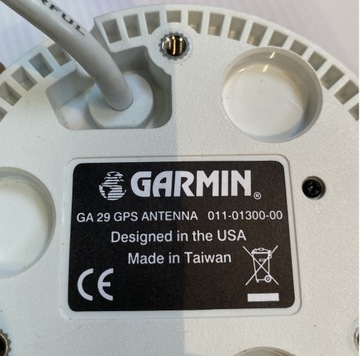 GARMIN®
GA 29 GPS ANTENNA 011-01300-00
Designed in the USA
Made in Taiwan
CE